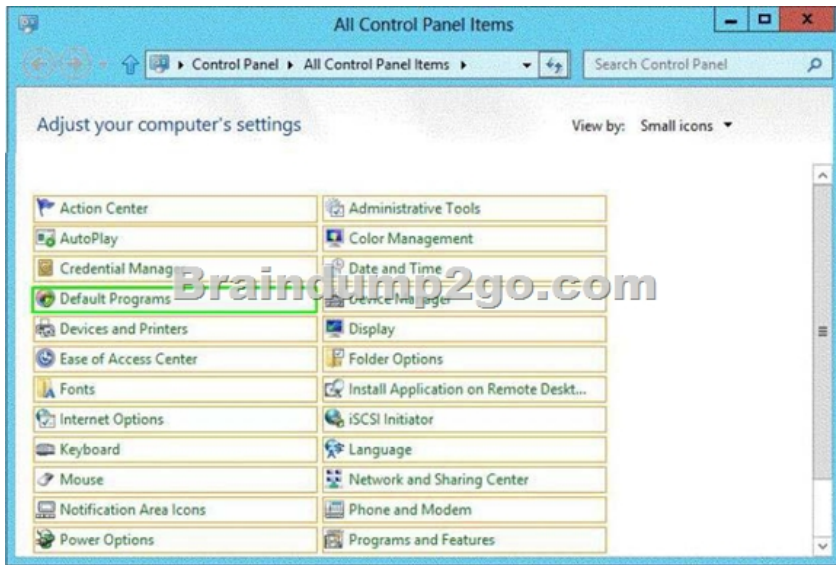 All Control Panel Items
Control Panel ▸ All Control Panel Items ▸
Search Control Panel
Adjust your computer's settings
View by: Small icons
Action Center
Administrative Tools
AutoPlay
Color Management
Credential Manag
Date and Time
Braindump2go.com
Default Programs
Device Manager
Devices and Printers
Display
Ease of Access Center
Folder Options
Fonts
Install Application on Remote Deskt...
Internet Options
iSCSI Initiator
Keyboard
Language
Mouse
Network and Sharing Center
Notification Area Icons
Phone and Modem
Power Options
Programs and Features